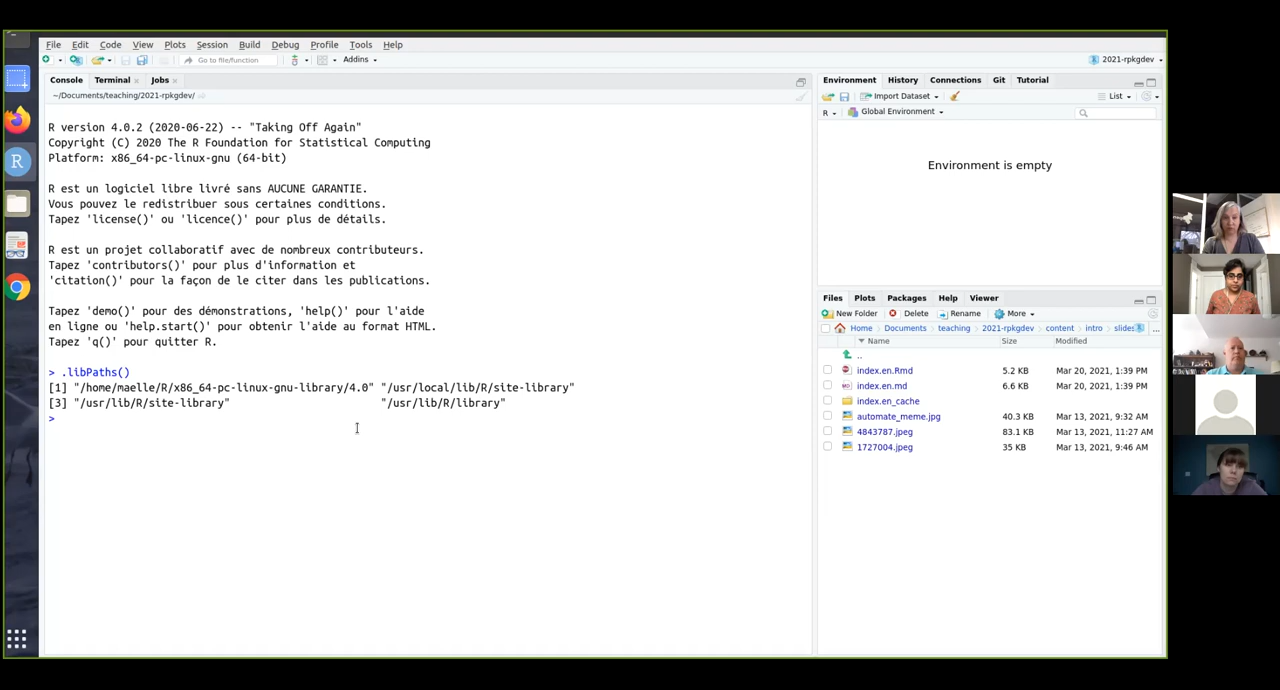 File Edit Code View Plots Session Build Debug Profile Tools Help
Go to file/function Addins 2021-rpkgdev
Console Terminal Jobs
~/Documents/teaching/2021-rpkgdev/
R version 4.0.2 (2020-06-22) -- "Taking Off Again"
Copyright (C) 2020 The R Foundation for Statistical Computing
Platform: x86_64-pc-linux-gnu (64-bit)
R est un logiciel libre livré sans AUCUNE GARANTIE.
Vous pouvez le redistribuer sous certaines conditions.
Tapez 'license()' ou 'licence()' pour plus de détails.
R est un projet collaboratif avec de nombreux contributeurs.
Tapez 'contributors()' pour plus d'information et
'citation()' pour la façon de le citer dans les publications.
Tapez 'demo()' pour des démonstrations, 'help()' pour l'aide
en ligne ou 'help.start()' pour obtenir l'aide au format HTML.
Tapez 'q()' pour quitter R.
> .libPaths()
[1] "/home/maelle/R/x86_64-pc-linux-gnu-library/4.0" "/usr/local/lib/R/site-library"
[3] "/usr/lib/R/site-library" "/usr/lib/R/library"
>
Environment History Connections Git Tutorial
Import Dataset List
R Global Environment
Environment is empty
Files Plots Packages Help Viewer
New Folder Delete Rename More
Home > Documents > teaching > 2021-rpkgdev > content > intro > slides ...
Name Size Modified
..
index.en.Rmd 5.2 KB Mar 20, 2021, 1:39 PM
index.en.md 6.6 KB Mar 20, 2021, 1:39 PM
index.en_cache
automate_meme.jpg 40.3 KB Mar 13, 2021, 9:32 AM
4843787.jpeg 83.1 KB Mar 13, 2021, 11:27 AM
1727004.jpeg 35 KB Mar 13, 2021, 9:46 AM